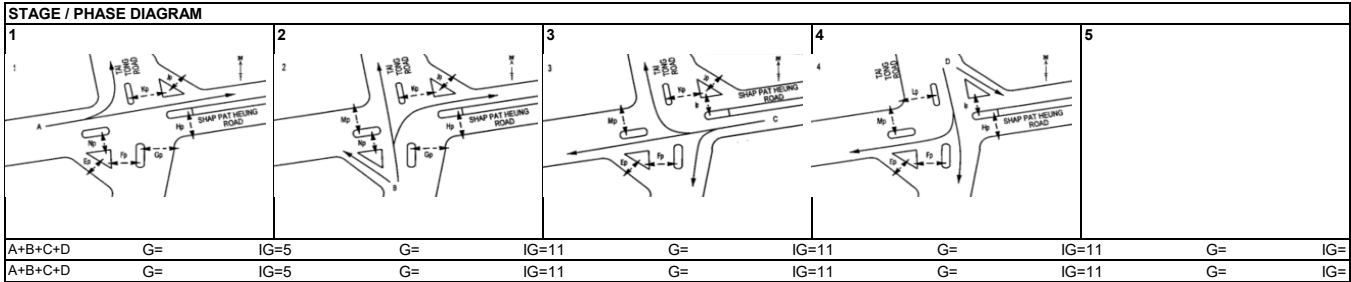 STAGE / PHASE DIAGRAM
1
2
3
4
5
1
TAI TONG ROAD
N
Kp
Jp
A
SHAP PAT HEUNG ROAD
Hp
Np
Ep
Fp
Gp
2
TAI TONG ROAD
N
Kp
Jp
Mp
SHAP PAT HEUNG ROAD
Hp
Np
Gp
B
3
TAI TONG ROAD
N
Kp
Jp
SHAP PAT HEUNG ROAD
Mp
C
Ep
Fp
4
TAI TONG ROAD
D
N
Lp
Mp
SHAP PAT HEUNG ROAD
Hp
Ep
Fp
A+B+C+D G= IG=5 G= IG=11 G= IG=11 G= IG=11 G= IG=
A+B+C+D G= IG=5 G= IG=11 G= IG=11 G= IG=11 G= IG=